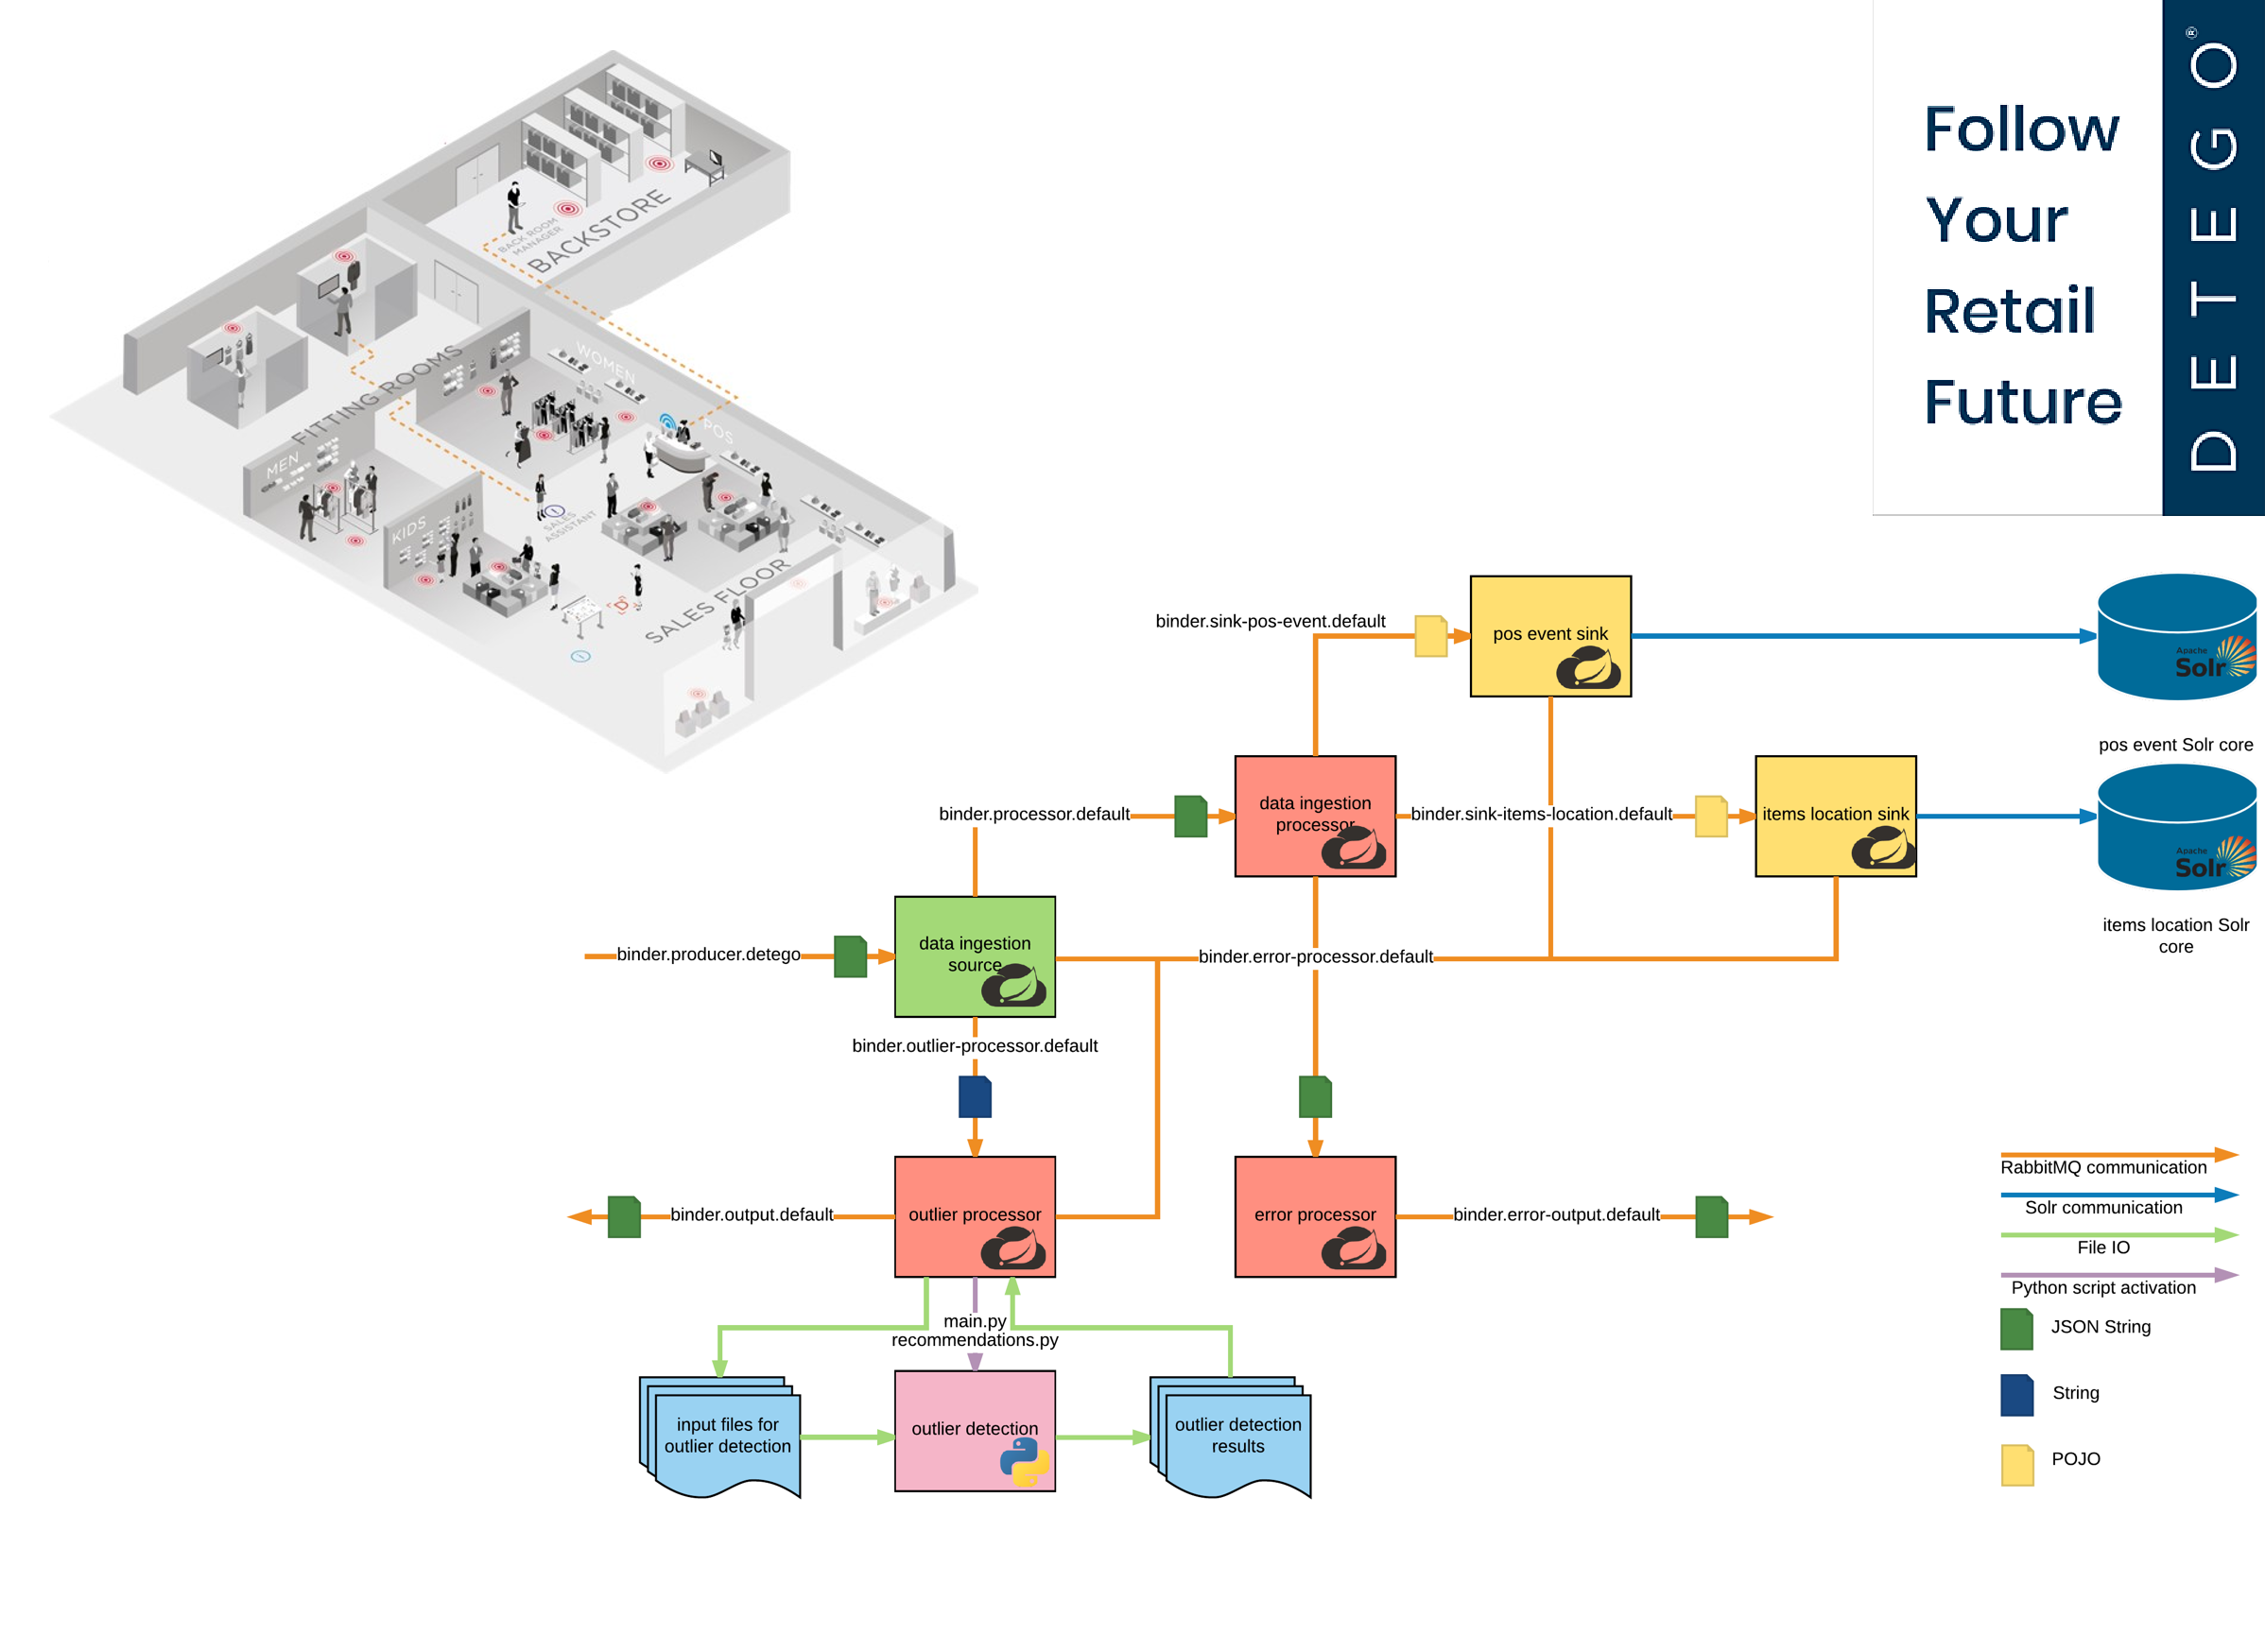 Follow
Your
Retail
Future
DETEGO®
BACK ROOM
MANAGER
BACKSTORE
FITTING ROOMS
WOMEN
POS
MEN
KIDS
SALES
ASSISTANT
SALES FLOOR
binder.sink-pos-event.default
pos event sink
Apache
Solr
pos event Solr core
binder.processor.default
data ingestion
processor
binder.sink-items-location.default
items location sink
Apache
Solr
items location Solr
core
binder.producer.detego
data ingestion
source
binder.error-processor.default
binder.outlier-processor.default
binder.output.default
outlier processor
error processor
binder.error-output.default
main.py
recommendations.py
input files for
outlier detection
outlier detection
outlier detection
results
RabbitMQ communication
Solr communication
File IO
Python script activation
JSON String
String
POJO